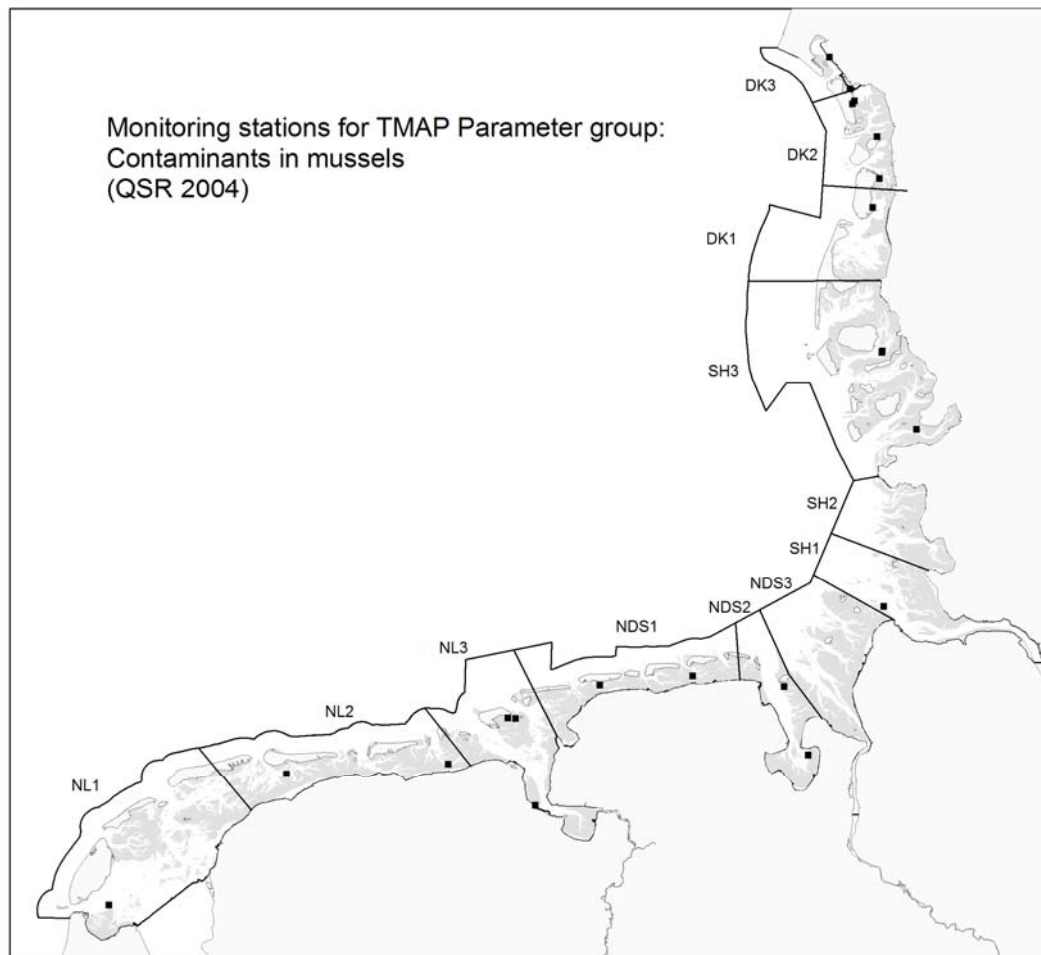 Monitoring stations for TMAP Parameter group:
Contaminants in mussels
(QSR 2004)
DK3
DK2
DK1
SH3
SH2
SH1
NDS3
NDS2
NDS1
NL3
NL2
NL1